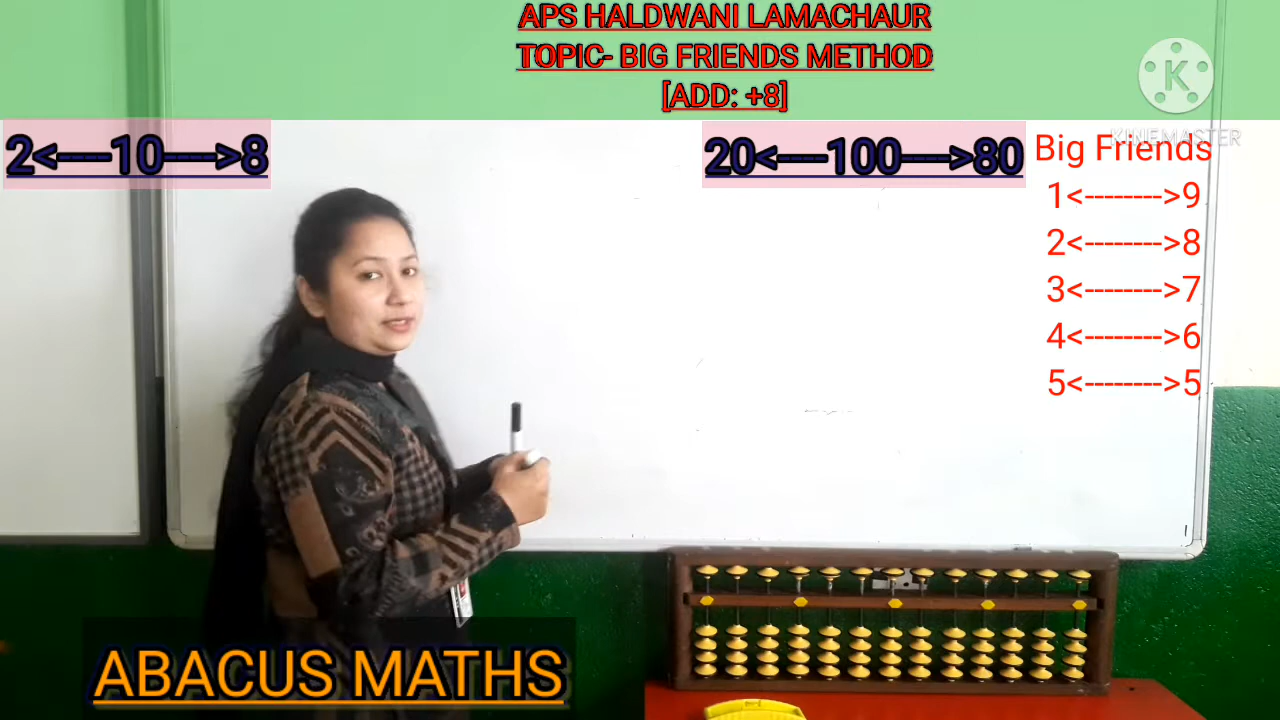 APS HALDWANI LAMACHAUR
TOPIC- BIG FRIENDS METHOD
[ADD: +8]
K
KINEMASTER
2<---10---->8
20<----100---->80
Big Friends
1<-------->9
2<-------->8
3<-------->7
4<-------->6
5<-------->5
ABACUS MATHS